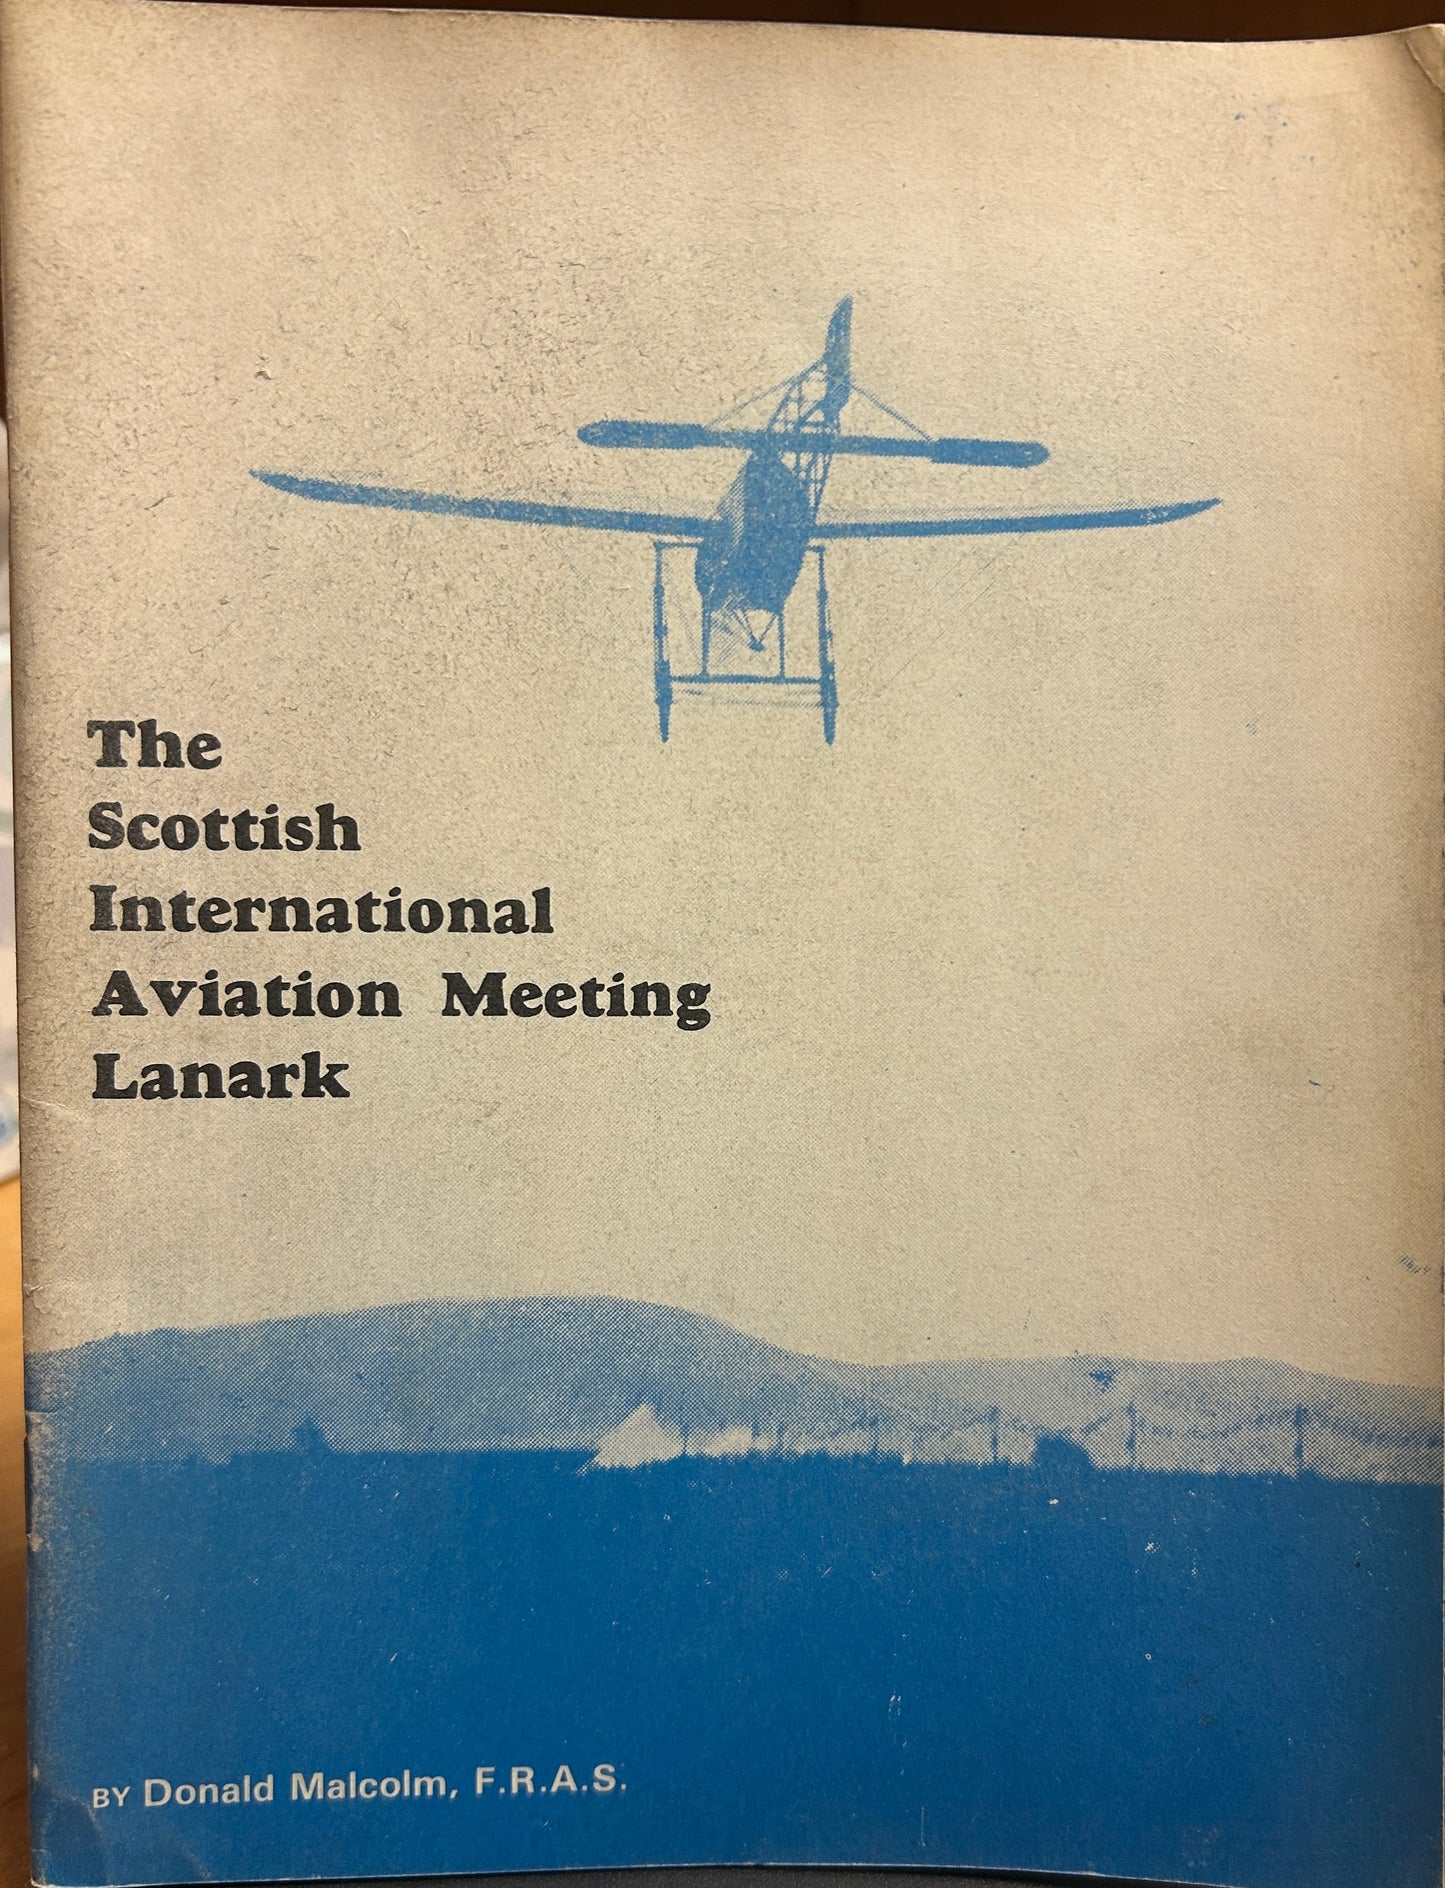 The
Scottish
International
Aviation Meeting
Lanark
BY Donald Malcolm, F.R.A.S.